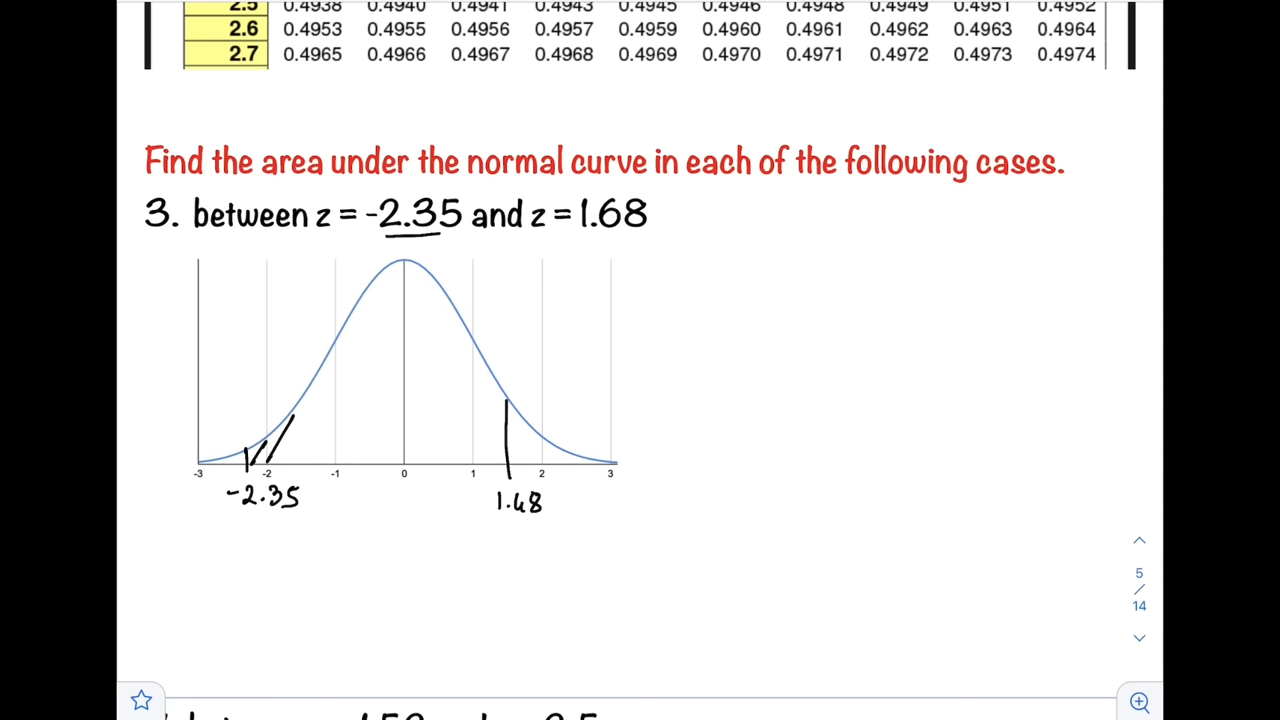 2.5 0.4938 0.4940 0.4941 0.4943 0.4945 0.4946 0.4948 0.4949 0.4951 0.4952
2.6 0.4953 0.4955 0.4956 0.4957 0.4959 0.4960 0.4961 0.4962 0.4963 0.4964
2.7 0.4965 0.4966 0.4967 0.4968 0.4969 0.4970 0.4971 0.4972 0.4973 0.4974
Find the area under the normal curve in each of the following cases.
3. between z = -2.35 and z = 1.68
-3 -2 -1 0 1 2 3
-2.35 1.68
5
/
14